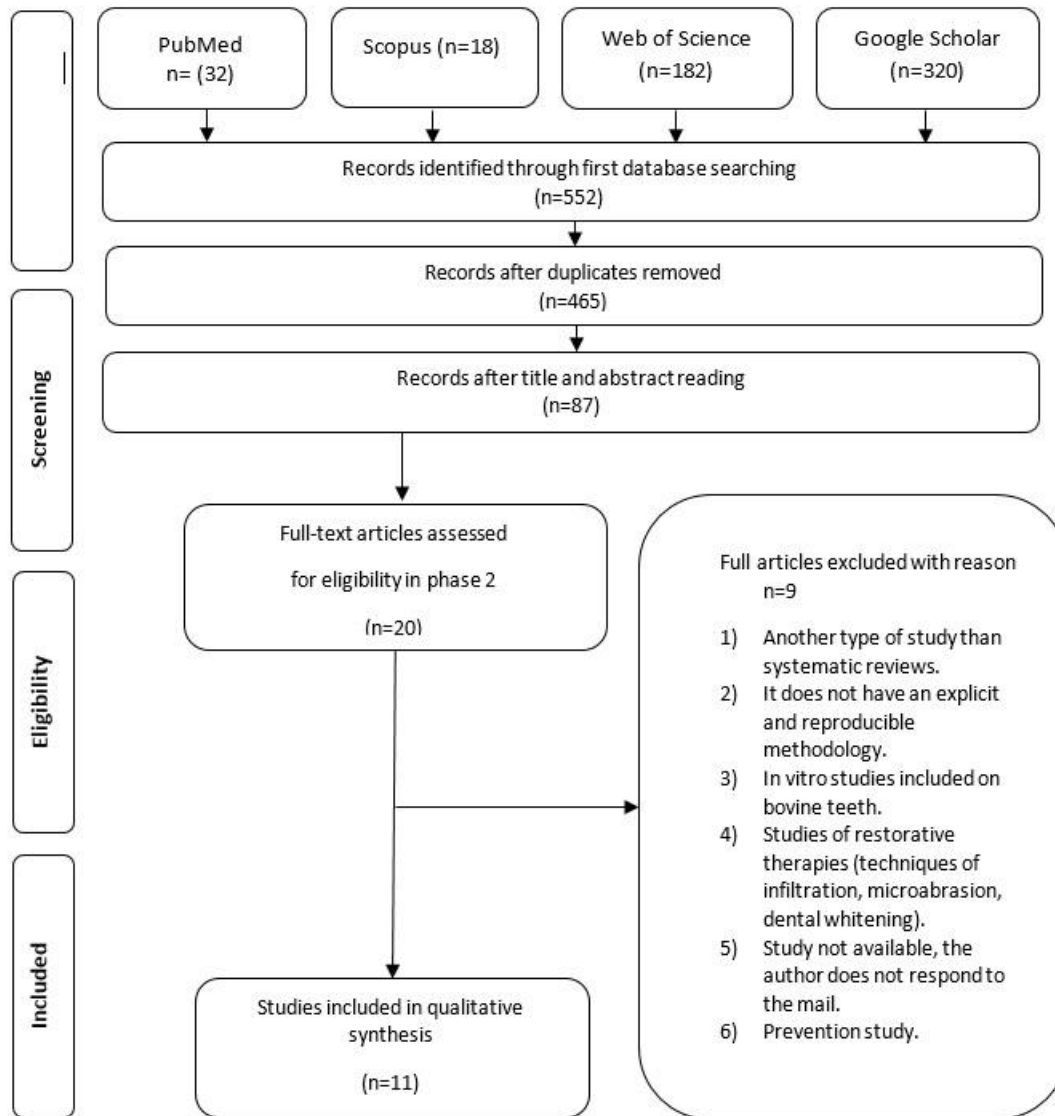 PubMed
n= (32)
Scopus (n=18)
Web of Science
(n=182)
Google Scholar
(n=320)
Records identified through first database searching
(n=552)
Records after duplicates removed
(n=465)
Screening
Records after title and abstract reading
(n=87)
Full-text articles assessed
for eligibility in phase 2
(n=20)
Eligibility
Full articles excluded with reason
n=9
1) Another type of study than
systematic reviews.
2) It does not have an explicit
and reproducible
methodology.
3) In vitro studies included on
bovine teeth.
4) Studies of restorative
therapies (techniques of
infiltration, microabrasion,
dental whitening).
5) Study not available, the
author does not respond to
the mail.
6) Prevention study.
Included
Studies included in qualitative
synthesis
(n=11)